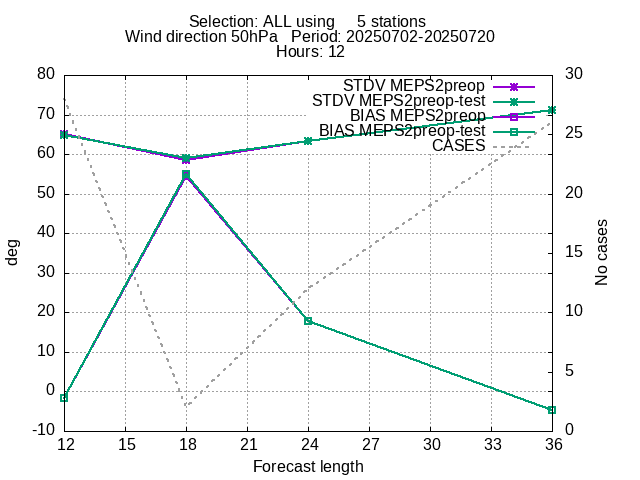 Selection: ALL using     5 stations
Wind direction 50hPa   Period: 20250702-20250720
Hours: 12
80
70
60
50
40
30
20
10
0
-10
30
25
20
15
10
5
0
STDV MEPS2preop
STDV MEPS2preop-test
BIAS MEPS2preop
BIAS MEPS2preop-test
CASES
deg
No cases
12 15 18 21 24 27 30 33 36
Forecast length